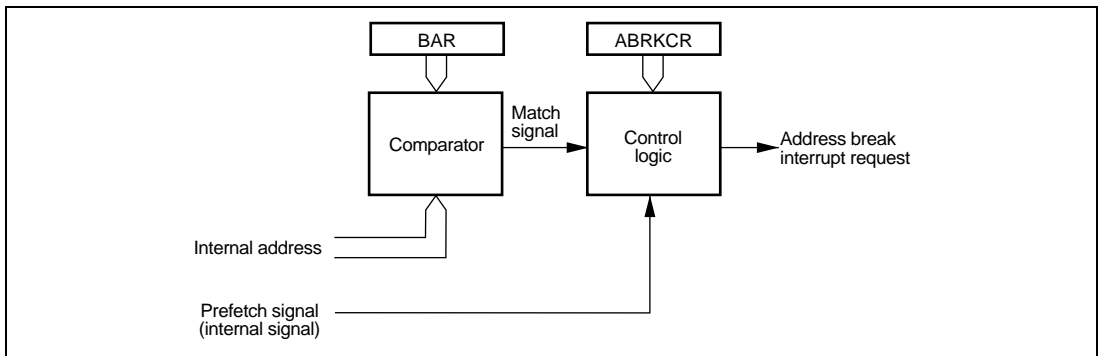 BAR
ABRKCR
Comparator
Match
signal
Control
logic
Address break
interrupt request
Internal address
Prefetch signal
(internal signal)